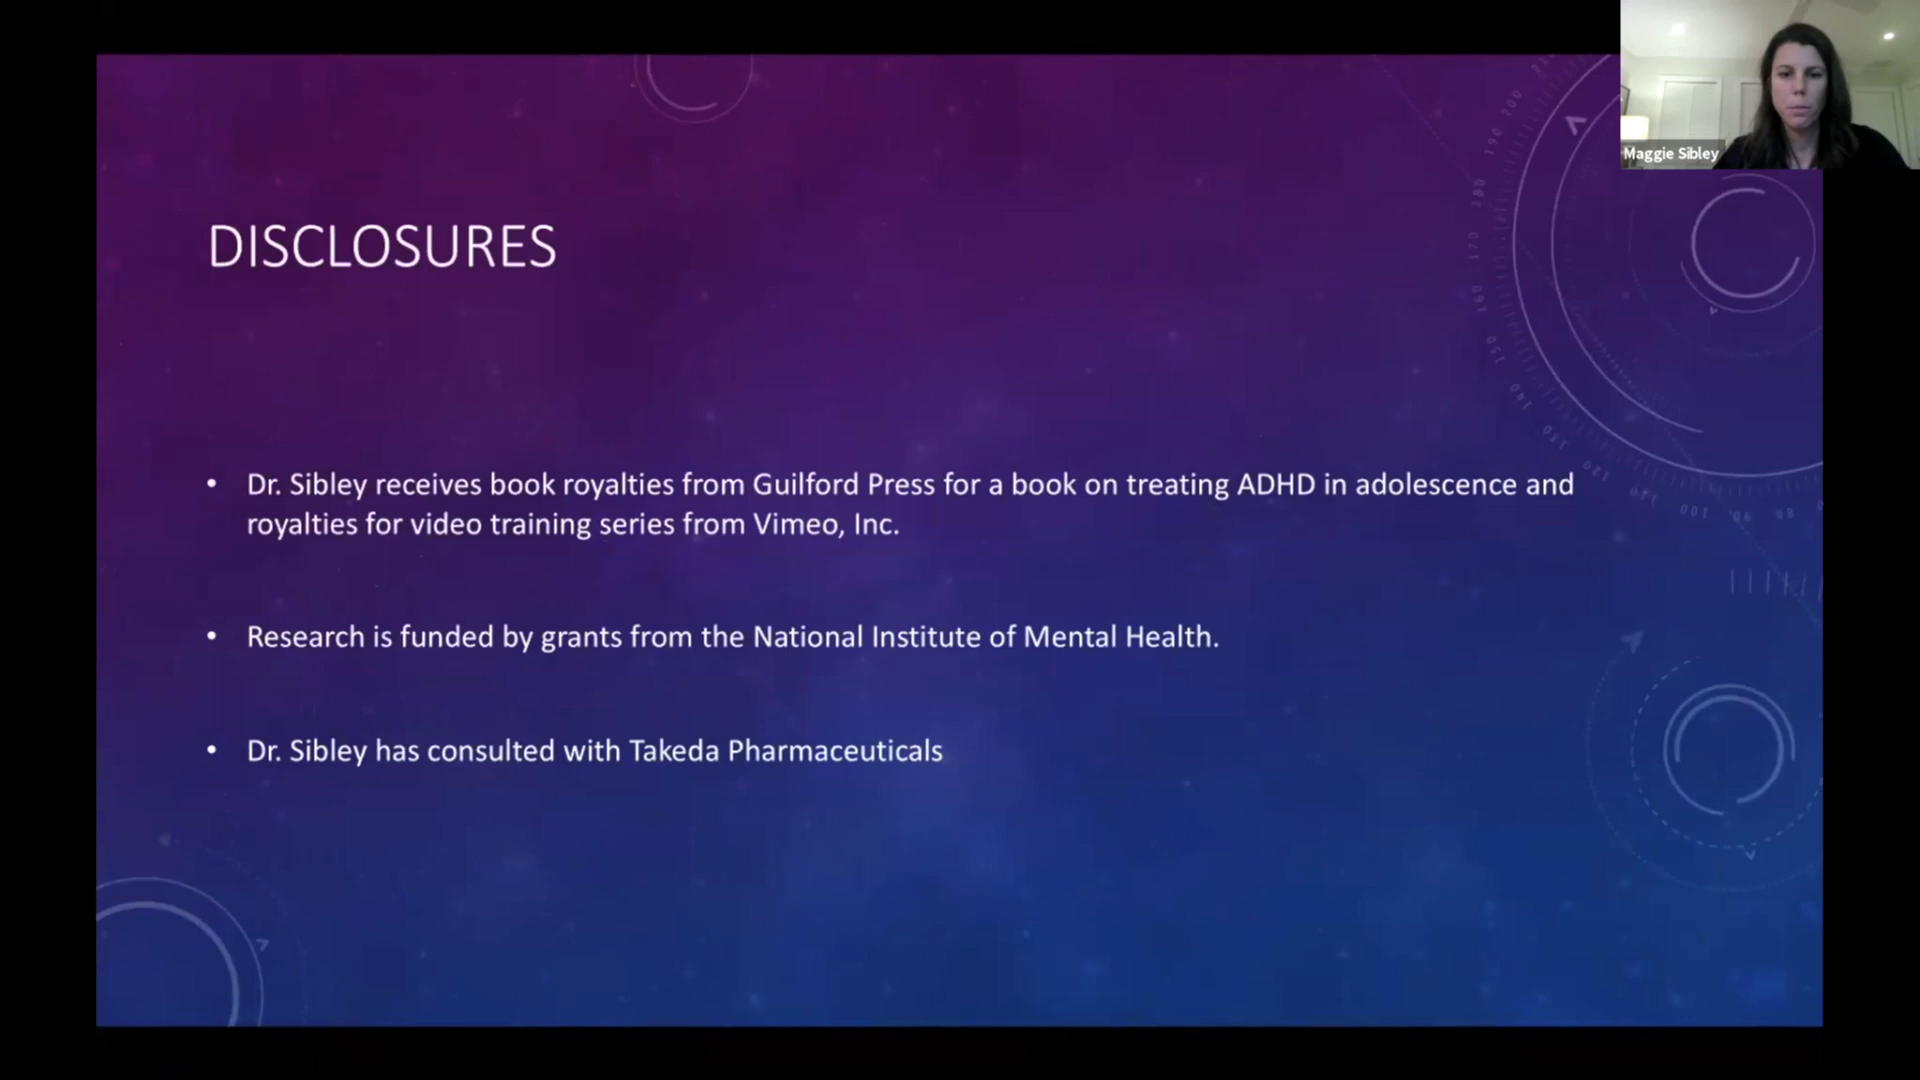 Maggie Sibley
DISCLOSURES
• Dr. Sibley receives book royalties from Guilford Press for a book on treating ADHD in adolescence and
royalties for video training series from Vimeo, Inc.
• Research is funded by grants from the National Institute of Mental Health.
• Dr. Sibley has consulted with Takeda Pharmaceuticals